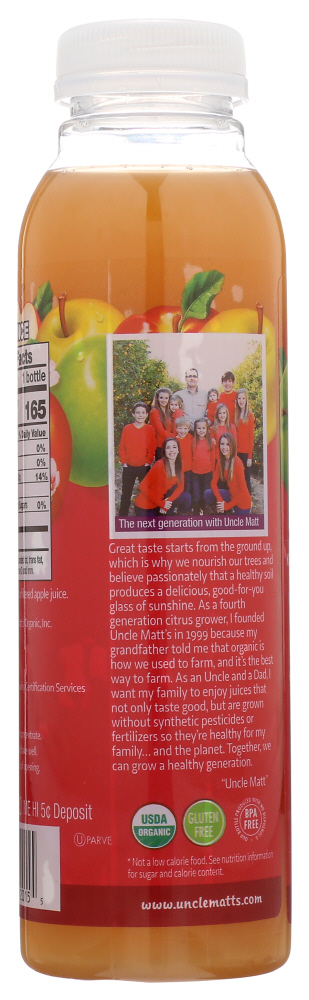 Facts
1 bottle
165
Daily Value
0%
0%
14%
0%
apple juice.
Organic, Inc.
Certification Services
ME HI 5¢ Deposit
U PARVE
5
The next generation with Uncle Matt
Great taste starts from the ground up,
which is why we nourish our trees and
believe passionately that a healthy soil
produces a delicious, good-for-you
glass of sunshine. As a fourth
generation citrus grower, I founded
Uncle Matt's in 1999 because my
grandfather told me that organic is
how we used to farm, and it's the best
way to farm. As an Uncle and a Dad, I
want my family to enjoy juices that
not only taste good, but are grown
without synthetic pesticides or
fertilizers so they're healthy for my
family... and the planet. Together, we
can grow a healthy generation.
"Uncle Matt"
USDA
ORGANIC
GLUTEN
FREE
BPA
FREE
* Not a low calorie food. See nutrition information
for sugar and calorie content.
www.unclematts.com